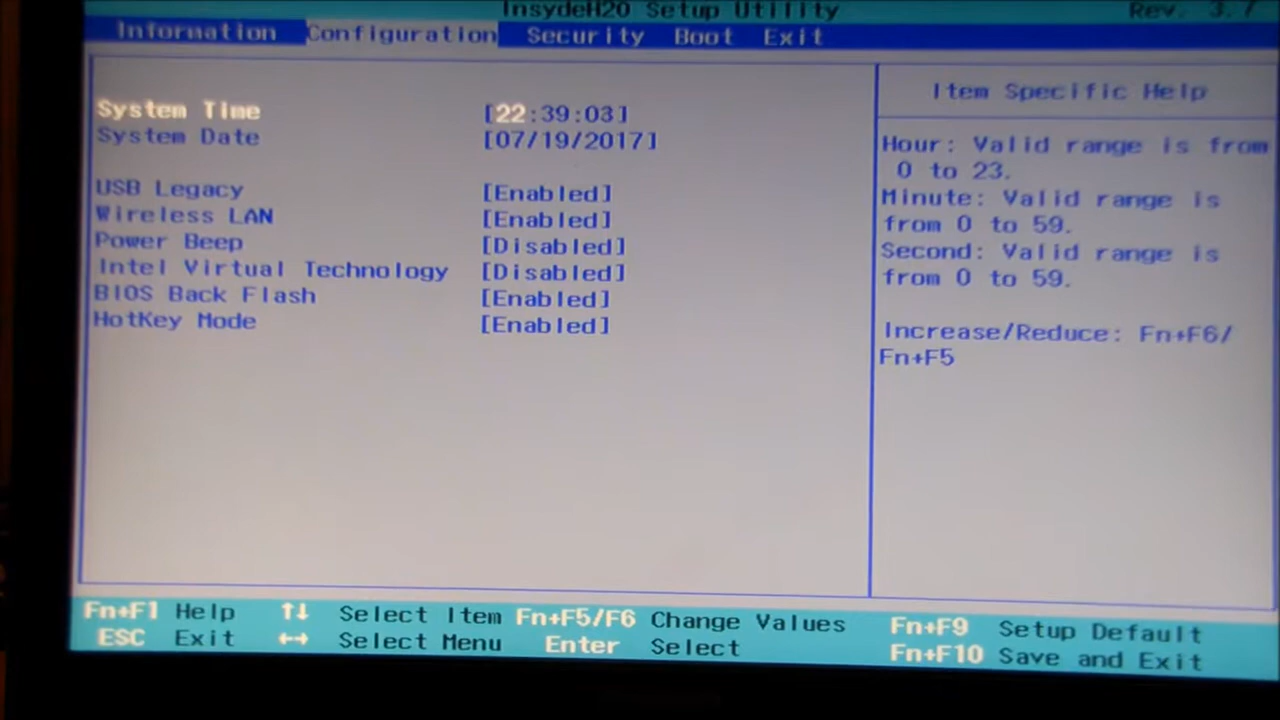 InsydeH20 Setup Utility Rev. 3.7
Information Configuration Security Boot Exit
System Time [22:39:03]
System Date [07/19/2017]
USB Legacy [Enabled]
Wireless LAN [Enabled]
Power Beep [Disabled]
Intel Virtual Technology [Disabled]
BIOS Back Flash [Enabled]
HotKey Mode [Enabled]
Item Specific Help
Hour: Valid range is from
0 to 23.
Minute: Valid range is
from 0 to 59.
Second: Valid range is
from 0 to 59.
Increase/Reduce: Fn+F6/
Fn+F5
Fn+F1 Help ↑↓ Select Item Fn+F5/F6 Change Values Fn+F9 Setup Default
ESC Exit ↔ Select Menu Enter Select Fn+F10 Save and Exit